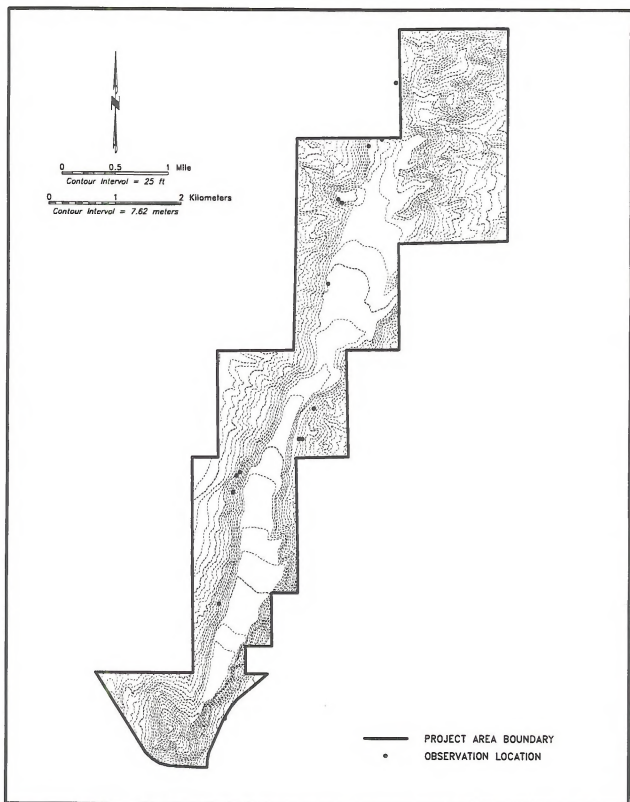 N
0 0.5 1 Mile
Contour Interval = 25 ft
0 1 2 Kilometers
Contour Interval = 7.62 meters
PROJECT AREA BOUNDARY
OBSERVATION LOCATION